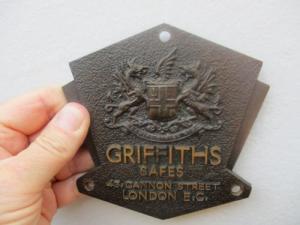 GRIFFITHS
SAFES
43, CANNON STREET
LONDON E.C.